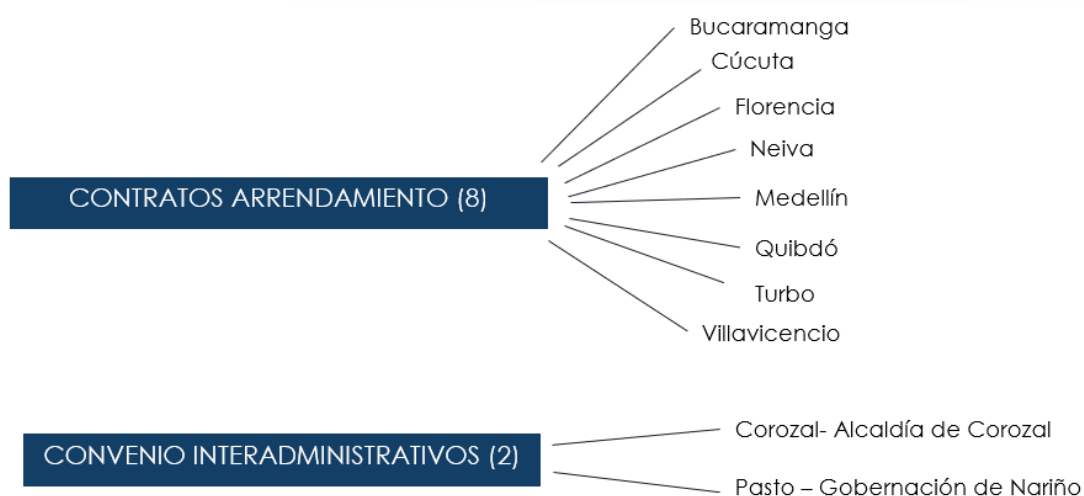 Bucaramanga
Cúcuta
Florencia
Neiva
CONTRATOS ARRENDAMIENTO (8)
Medellín
Quibdó
Turbo
Villavicencio
CONVENIO INTERADMINISTRATIVOS (2)
Corozal- Alcaldía de Corozal
Pasto – Gobernación de Nariño